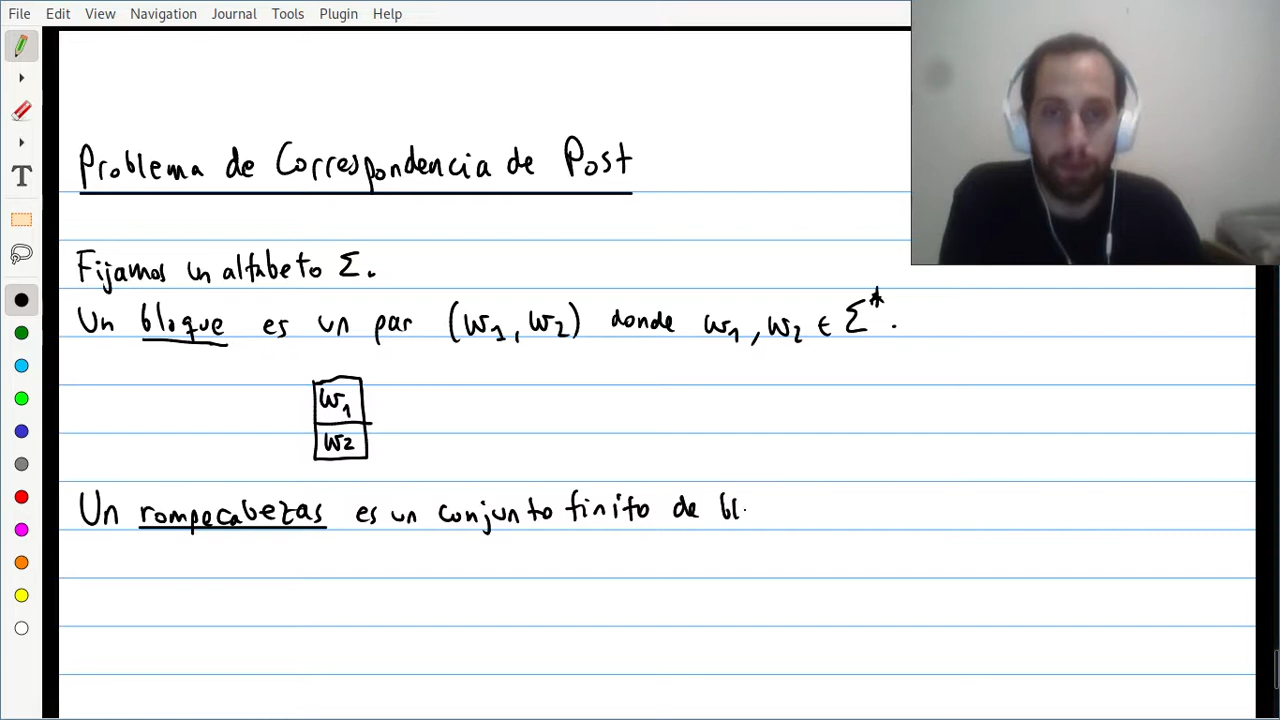 File Edit View Navigation Journal Tools Plugin Help
T
Problema de Correspondencia de Post
Fijamos un alfabeto Σ.
Un bloque es un par (w₁, w₂) donde w₁, w₂ ∈ Σ*.
w₁
w₂
Un rompecabezas es un conjunto finito de bl